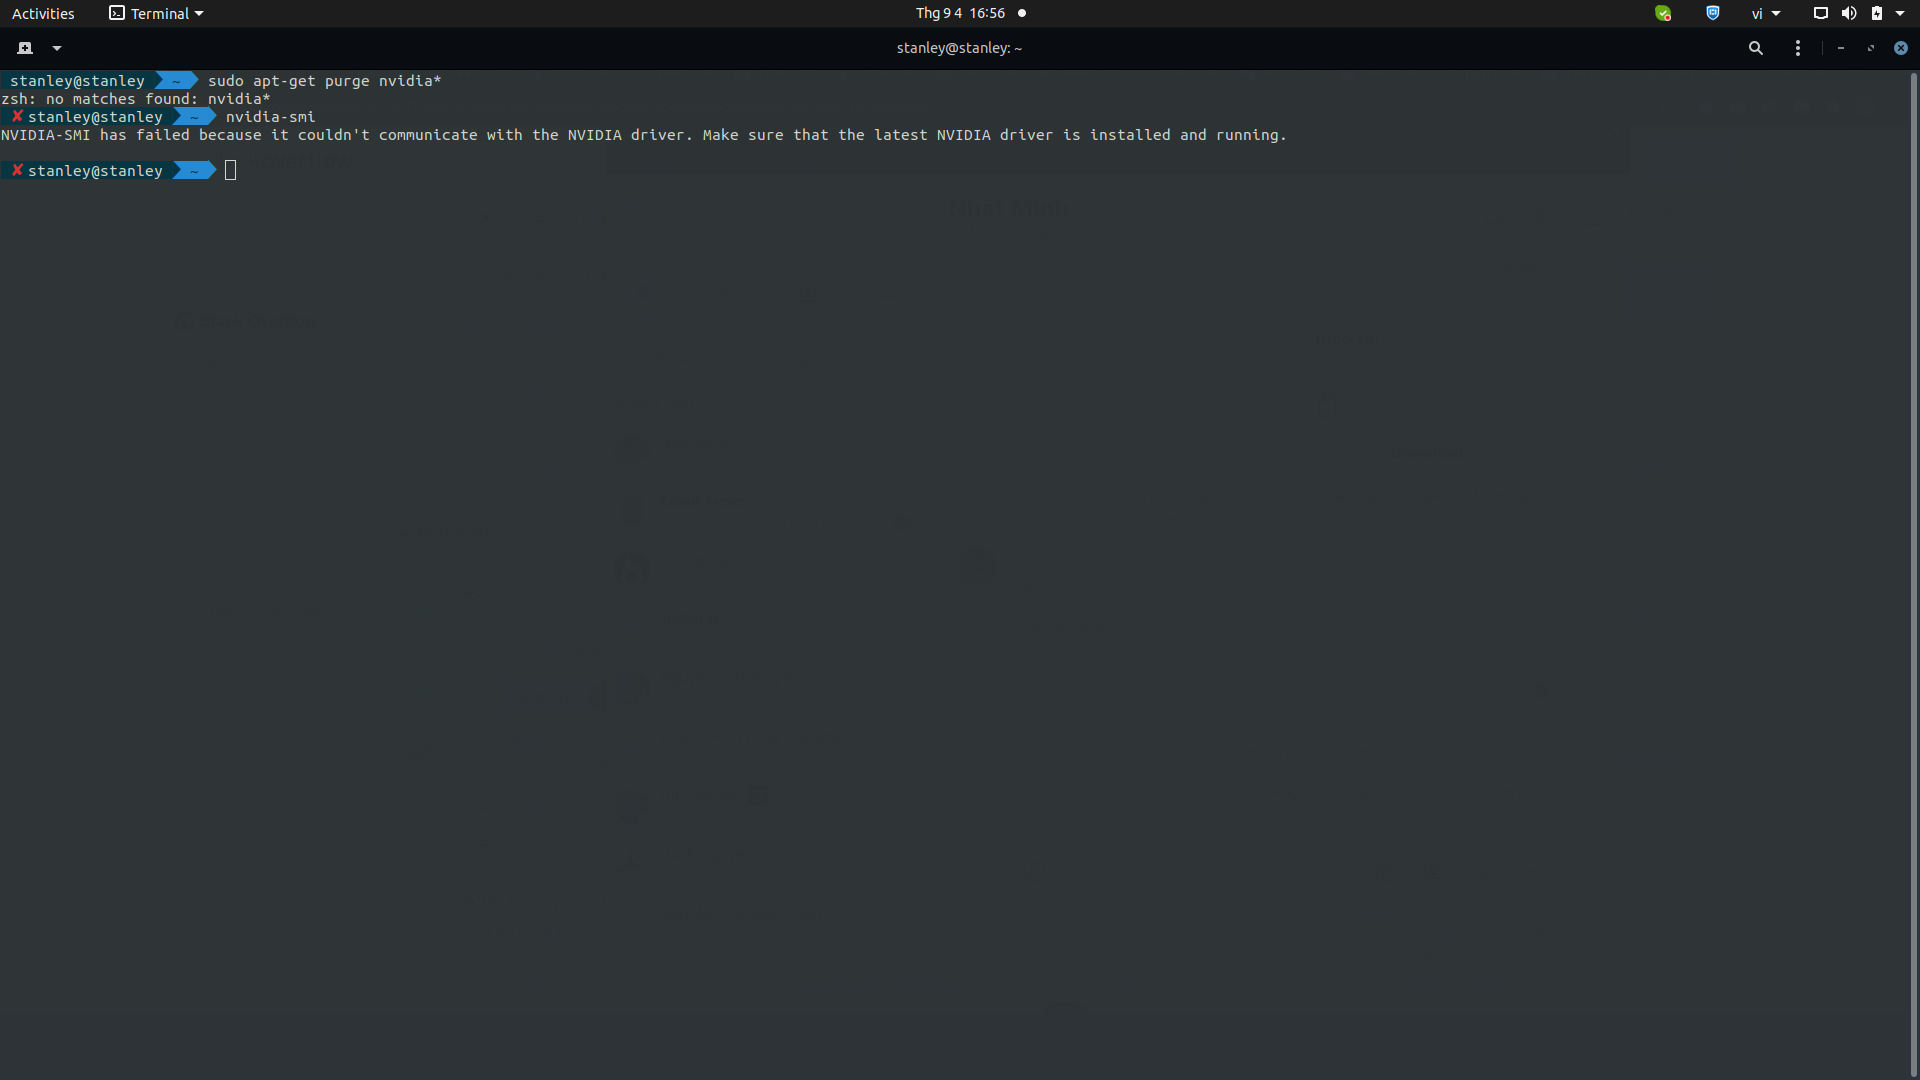 Activities Terminal Thg 9 4 16:56 vi
stanley@stanley: ~
stanley@stanley ~ sudo apt-get purge nvidia*
zsh: no matches found: nvidia*
✘ stanley@stanley ~ nvidia-smi
NVIDIA-SMI has failed because it couldn't communicate with the NVIDIA driver. Make sure that the latest NVIDIA driver is installed and running.
✘ stanley@stanley ~